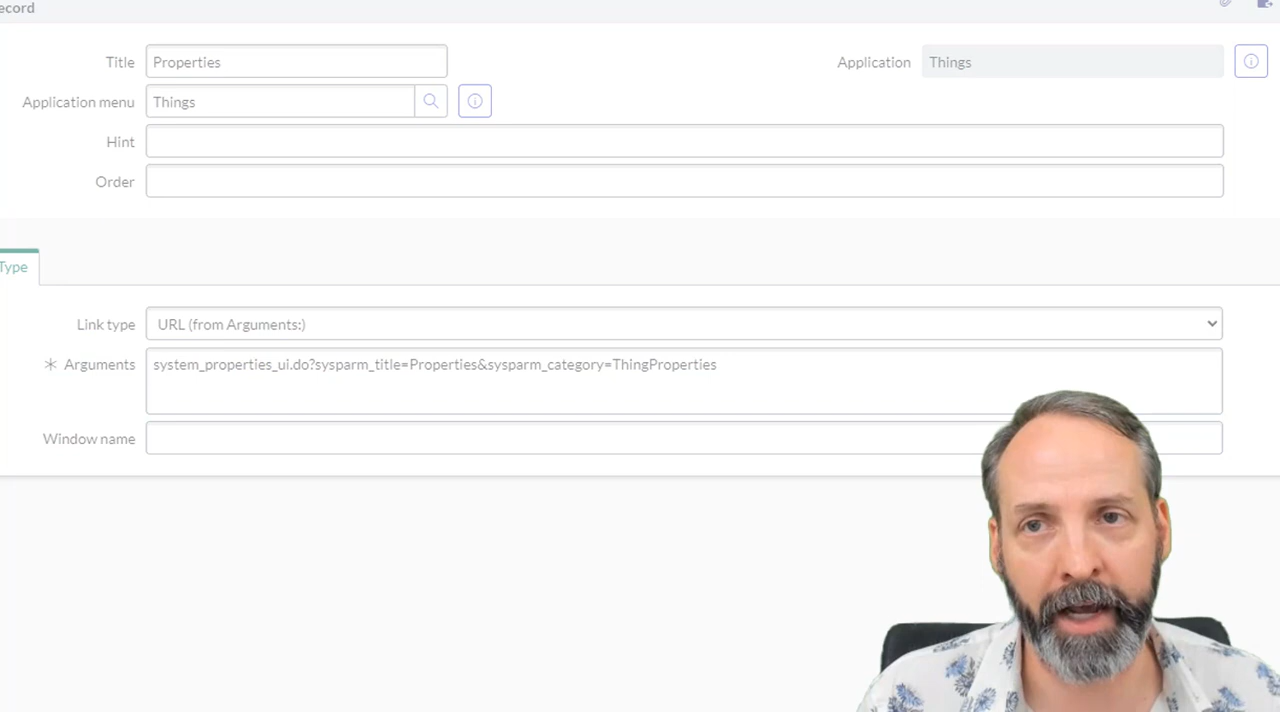 ecord
Title Properties Application Things
Application menu Things
Hint
Order
Type
Link type URL (from Arguments:)
Arguments system_properties_ui.do?sysparm_title=Properties&sysparm_category=ThingProperties
Window name